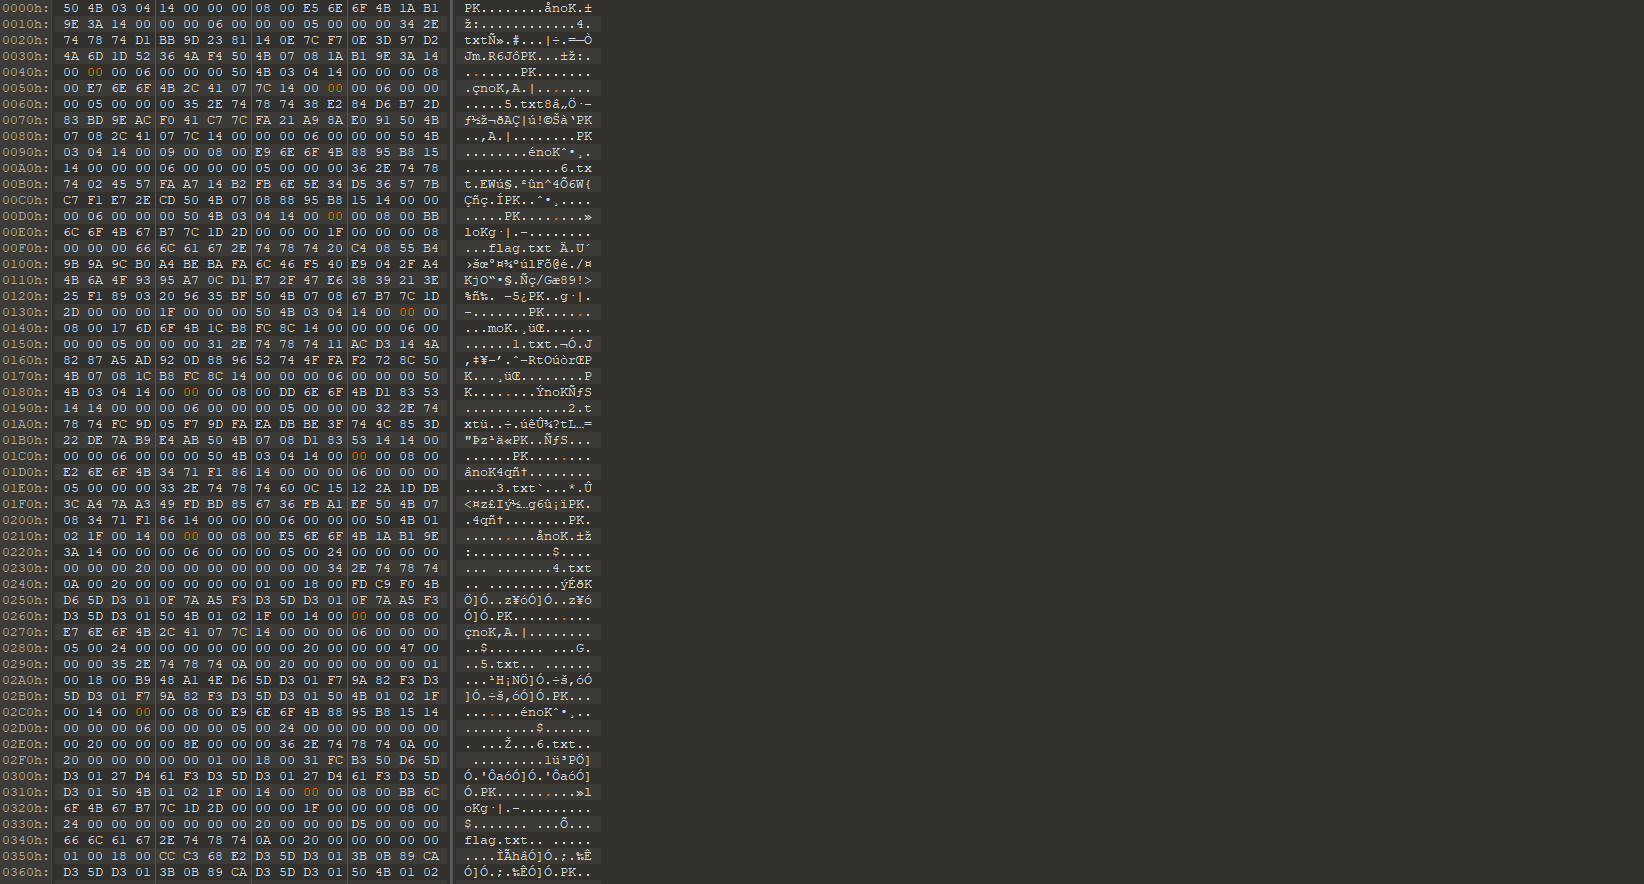 0000h: 50 4B 03 04 14 00 00 00 08 00 E5 6E 6F 4B 1A B1 PK........ånoK.±
0010h: 9E 3A 14 00 00 00 06 00 00 00 05 00 00 00 34 2E ž:............4.
0020h: 74 78 74 D1 BB 9D 23 81 14 0E 7C F7 0E 3D 97 D2 txtÑ».#...|÷.=—Ò
0030h: 4A 6D 1D 52 36 4A F4 50 4B 07 08 1A B1 9E 3A 14 Jm.R6JôPK...±ž:.
0040h: 00 00 00 06 00 00 00 50 4B 03 04 14 00 00 00 08 .......PK.......
0050h: 00 E7 6E 6F 4B 2C 41 07 7C 14 00 00 00 06 00 00 .çnoK,A.|.......
0060h: 00 05 00 00 00 35 2E 74 78 74 38 E2 84 D6 B7 2D .....5.txt8â„Ö·-
0070h: 83 BD 9E AC F0 41 C7 7C FA 21 A9 8A E0 91 50 4B ƒ½ž¬ðAÇ|ú!©Šà‘PK
0080h: 07 08 2C 41 07 7C 14 00 00 00 06 00 00 00 50 4B ..,A.|........PK
0090h: 03 04 14 00 09 00 08 00 E9 6E 6F 4B 88 95 B8 15 ........énoKˆ•¸.
00A0h: 14 00 00 00 06 00 00 00 05 00 00 00 36 2E 74 78 ............6.tx
00B0h: 74 02 45 57 FA A7 14 B2 FB 6E 5E 34 D5 36 57 7B t.EWú§.²ûn^4Õ6W{
00C0h: C7 F1 E7 2E CD 50 4B 07 08 88 95 B8 15 14 00 00 Çñç.ÍPK..ˆ•¸....
00D0h: 00 06 00 00 00 50 4B 03 04 14 00 00 00 08 00 BB .....PK........»
00E0h: 6C 6F 4B 67 B7 7C 1D 2D 00 00 00 1F 00 00 00 08 loKg·|.-........
00F0h: 00 00 00 66 6C 61 67 2E 74 78 74 20 C4 08 55 B4 ...flag.txt Ä.U´
0100h: 9B 9A 9C B0 A4 BE BA FA 6C 46 F5 40 E9 04 2F A4 ›šœ°¤¾ºúlFõ@é./¤
0110h: 4B 6A 4F 93 95 A7 0C D1 E7 2F 47 E6 38 39 21 3E KjO“•§.Ñç/Gæ89!>
0120h: 25 F1 89 03 20 96 35 BF 50 4B 07 08 67 B7 7C 1D %ñ‰. –5¿PK..g·|.
0130h: 2D 00 00 00 1F 00 00 00 50 4B 03 04 14 00 00 00 -.......PK......
0140h: 08 00 17 6D 6F 4B 1C B8 FC 8C 14 00 00 00 06 00 ...moK.¸üŒ......
0150h: 00 00 05 00 00 00 31 2E 74 78 74 11 AC D3 14 4A ......1.txt.¬Ó.J
0160h: 82 87 A5 AD 92 0D 88 96 52 74 4F FA F2 72 8C 50 ‚‡¥-’.ˆ–RtOúòrŒP
0170h: 4B 07 08 1C B8 FC 8C 14 00 00 00 06 00 00 00 50 K...¸üŒ........P
0180h: 4B 03 04 14 00 00 00 08 00 DD 6E 6F 4B D1 83 53 K........ÝnoKÑƒS
0190h: 14 14 00 00 00 06 00 00 00 05 00 00 00 32 2E 74 .............2.t
01A0h: 78 74 FC 9D 05 F7 9D FA EA DB BE 3F 74 4C 85 3D xtü..÷.úêÛ¾?tL…=
01B0h: 22 DE 7A B9 E4 AB 50 4B 07 08 D1 83 53 14 14 00 "Þz¹ä«PK..ÑƒS...
01C0h: 00 00 06 00 00 00 50 4B 03 04 14 00 00 00 08 00 ......PK........
01D0h: E2 6E 6F 4B 34 71 F1 86 14 00 00 00 06 00 00 00 ânoK4qñ†........
01E0h: 05 00 00 00 33 2E 74 78 74 60 0C 15 12 2A 1D DB ....3.txt`...*.Û
01F0h: 3C A4 7A A3 49 FD BD 85 67 36 FB A1 EF 50 4B 07 <¤z£Iý½…g6û¡ïPK.
0200h: 08 34 71 F1 86 14 00 00 00 06 00 00 00 50 4B 01 .4qñ†........PK.
0210h: 02 1F 00 14 00 00 00 08 00 E5 6E 6F 4B 1A B1 9E .........ånoK.±ž
0220h: 3A 14 00 00 00 06 00 00 00 05 00 24 00 00 00 00 :..........$....
0230h: 00 00 00 20 00 00 00 00 00 00 00 34 2E 74 78 74 ... .......4.txt
0240h: 0A 00 20 00 00 00 00 00 01 00 18 00 FD C9 F0 4B .. .........ýÉðK
0250h: D6 5D D3 01 0F 7A A5 F3 D3 5D D3 01 0F 7A A5 F3 Ö]Ó..z¥óÓ]Ó..z¥ó
0260h: D3 5D D3 01 50 4B 01 02 1F 00 14 00 00 00 08 00 Ó]Ó.PK..........
0270h: E7 6E 6F 4B 2C 41 07 7C 14 00 00 00 06 00 00 00 çnoK,A.|........
0280h: 05 00 24 00 00 00 00 00 00 00 20 00 00 00 47 00 ..$....... ...G.
0290h: 00 00 35 2E 74 78 74 0A 00 20 00 00 00 00 00 01 ..5.txt.. ......
02A0h: 00 18 00 B9 48 A1 4E D6 5D D3 01 F7 9A 82 F3 D3 ...¹H¡NÖ]Ó.÷š‚óÓ
02B0h: 5D D3 01 F7 9A 82 F3 D3 5D D3 01 50 4B 01 02 1F ]Ó.÷š‚óÓ]Ó.PK...
02C0h: 00 14 00 00 00 08 00 E9 6E 6F 4B 88 95 B8 15 14 .......énoKˆ•¸..
02D0h: 00 00 00 06 00 00 00 05 00 24 00 00 00 00 00 00 .........$......
02E0h: 00 20 00 00 00 8E 00 00 00 36 2E 74 78 74 0A 00 . ...Ž...6.txt..
02F0h: 20 00 00 00 00 00 01 00 18 00 31 FC B3 50 D6 5D .........1ü³PÖ]
0300h: D3 01 27 D4 61 F3 D3 5D D3 01 27 D4 61 F3 D3 5D Ó.'ÔaóÓ]Ó.'ÔaóÓ]
0310h: D3 01 50 4B 01 02 1F 00 14 00 00 00 08 00 BB 6C Ó.PK..........»l
0320h: 6F 4B 67 B7 7C 1D 2D 00 00 00 1F 00 00 00 08 00 oKg·|.-.........
0330h: 24 00 00 00 00 00 00 00 20 00 00 00 D5 00 00 00 $....... ...Õ...
0340h: 66 6C 61 67 2E 74 78 74 0A 00 20 00 00 00 00 00 flag.txt.. .....
0350h: 01 00 18 00 CC C3 68 E2 D3 5D D3 01 3B 0B 89 CA ....ÌÃhâÓ]Ó.;.‰Ê
0360h: D3 5D D3 01 3B 0B 89 CA D3 5D D3 01 50 4B 01 02 Ó]Ó.;.‰ÊÓ]Ó.PK..